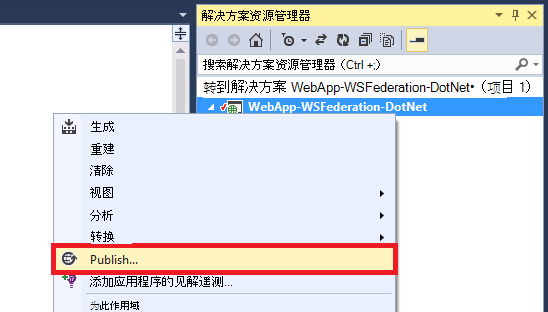 解决方案资源管理器
搜索解决方案资源管理器（Ctrl +;）
转到解决方案 WebApp-WSFederation-DotNet•（项目 1）
WebApp-WSFederation-DotNet
生成
重建
清除
视图
分析
转换
Publish...
添加应用程序的见解遥测...
为此作用域